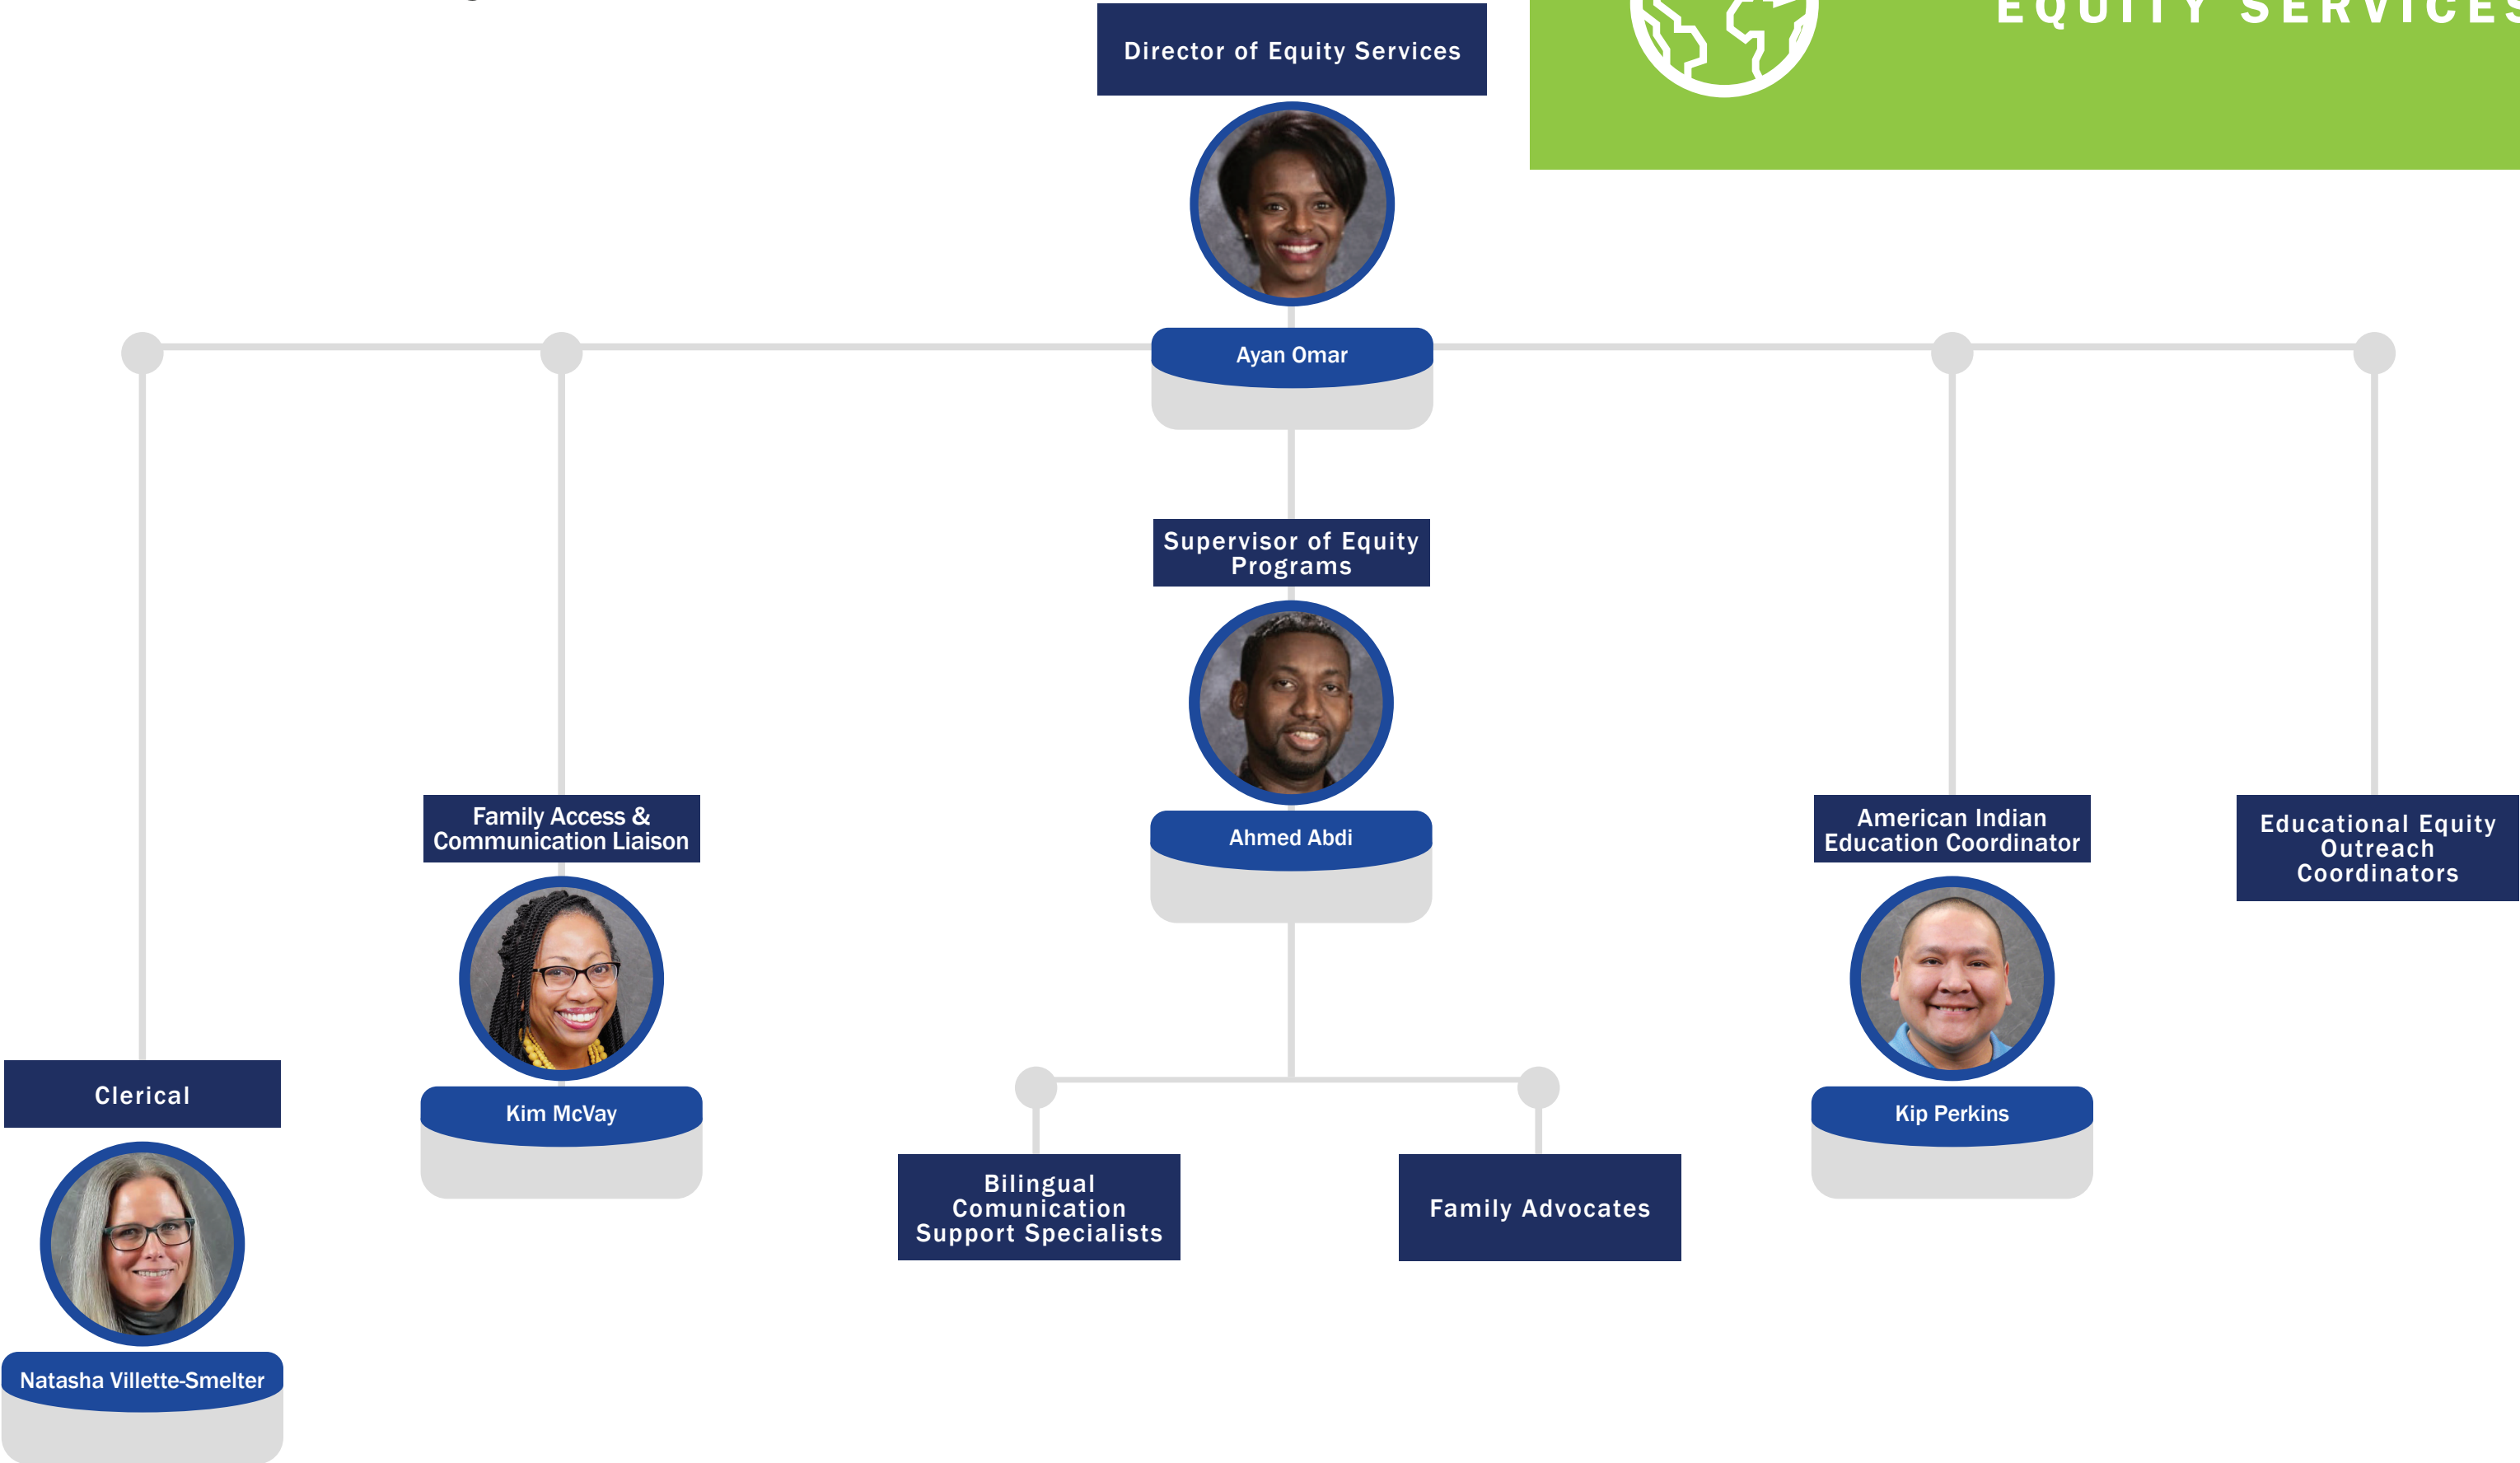 EQUITY SERVICES
Director of Equity Services
Ayan Omar
Supervisor of Equity
Programs
Ahmed Abdi
Family Access &
Communication Liaison
Kim McVay
American Indian
Education Coordinator
Kip Perkins
Educational Equity
Outreach
Coordinators
Clerical
Natasha Villette-Smelter
Bilingual
Comunication
Support Specialists
Family Advocates